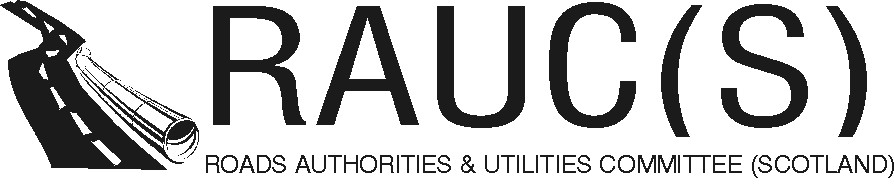 RAUC(S)
ROADS AUTHORITIES & UTILITIES COMMITTEE (SCOTLAND)